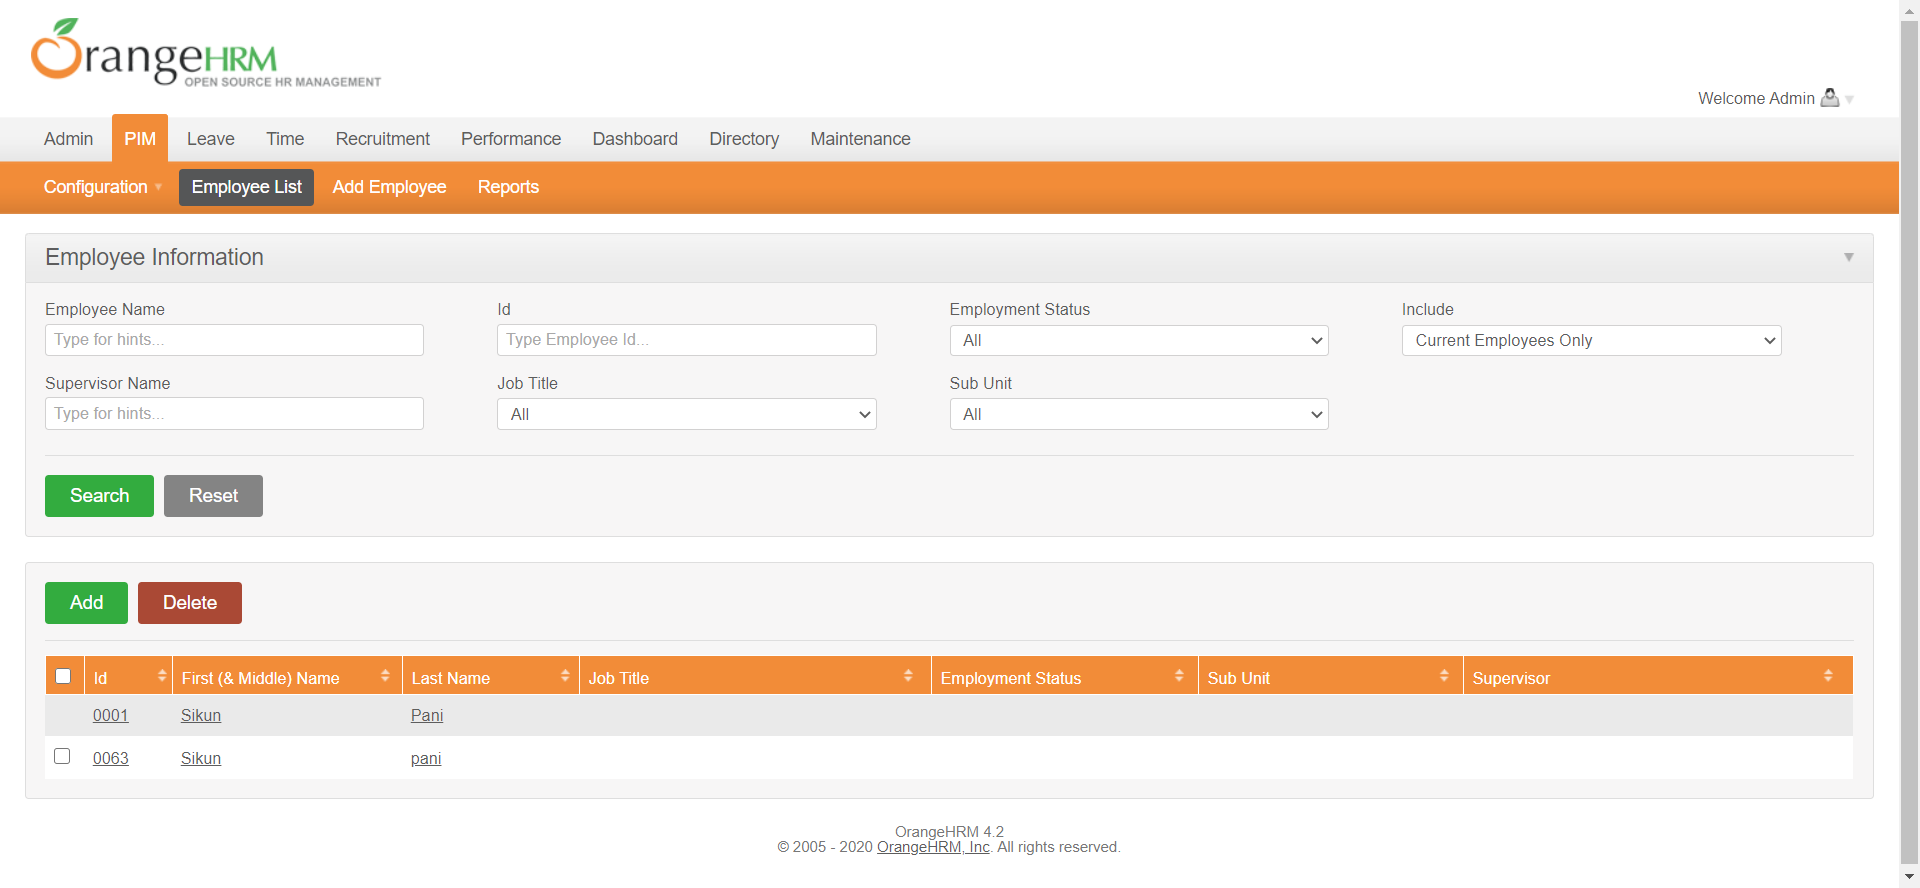 OrangeHRM
OPEN SOURCE HR MANAGEMENT
Welcome Admin
Admin PIM Leave Time Recruitment Performance Dashboard Directory Maintenance
Configuration Employee List Add Employee Reports
Employee Information
Employee Name Id Employment Status Include
Type for hints... Type Employee Id... All Current Employees Only
Supervisor Name Job Title Sub Unit
Type for hints... All All
Search Reset
Add Delete
Id First (& Middle) Name Last Name Job Title Employment Status Sub Unit Supervisor
0001 Sikun Pani
0063 Sikun pani
OrangeHRM 4.2
© 2005 - 2020 OrangeHRM, Inc. All rights reserved.